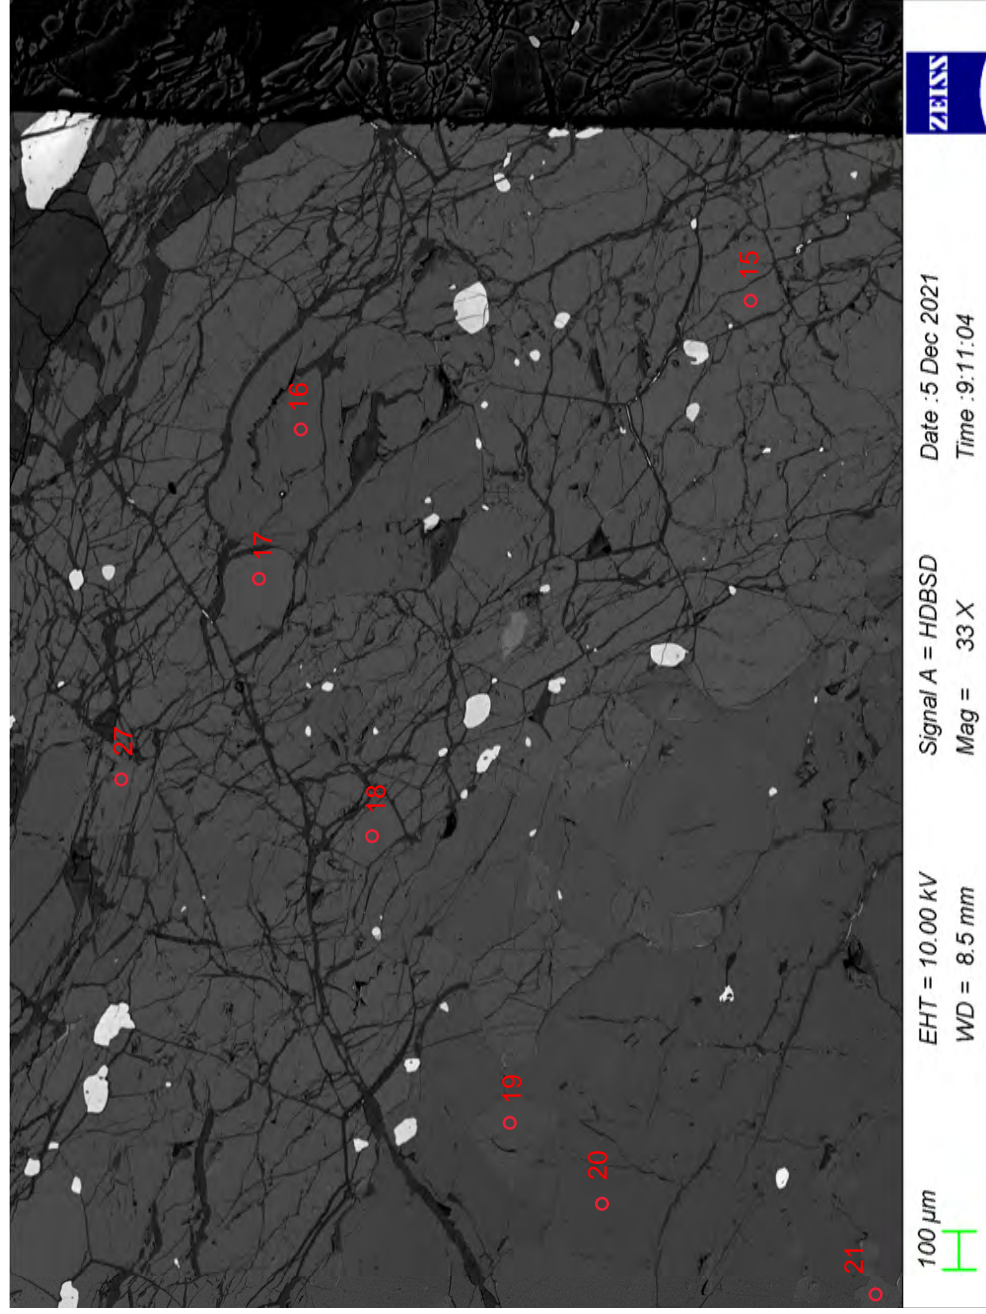 15
16
17
27
18
19
20
21
100 µm
EHT = 10.00 kV
WD = 8.5 mm
Signal A = HDBSD
Mag = 33 X
Date :5 Dec 2021
Time :9:11:04
ZEISS